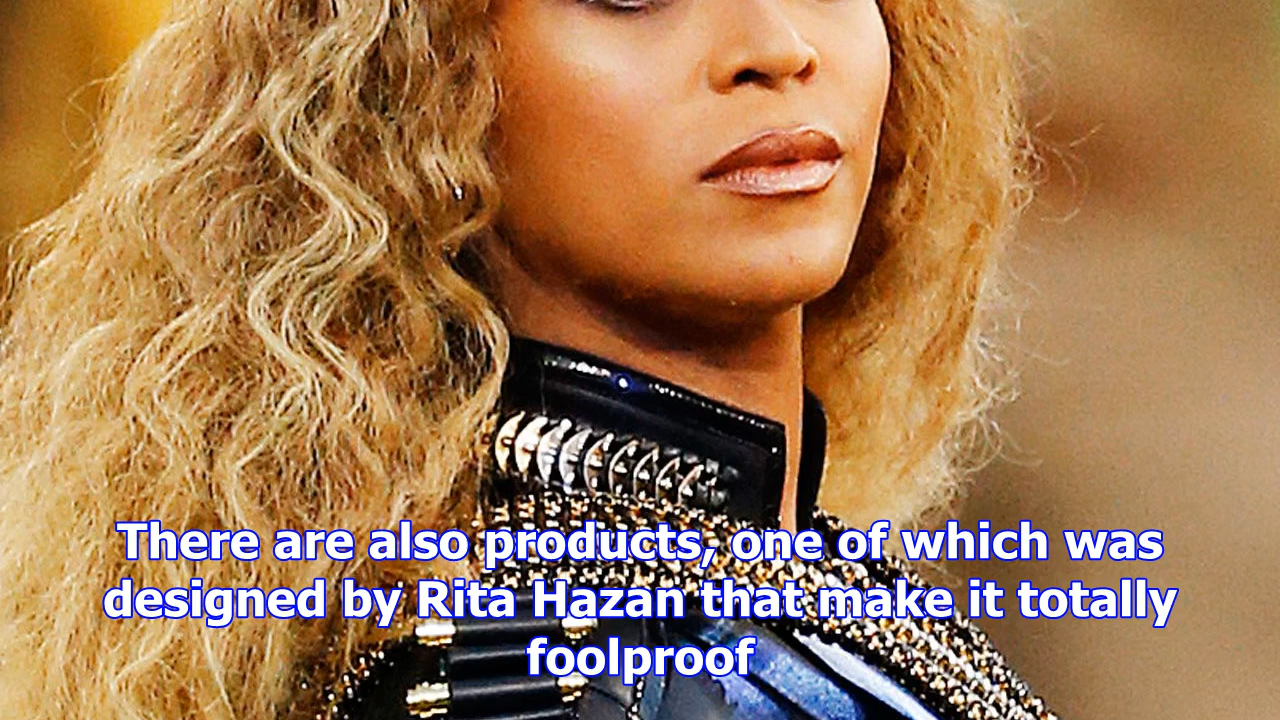 There are also products, one of which was
designed by Rita Hazan that make it totally
foolproof